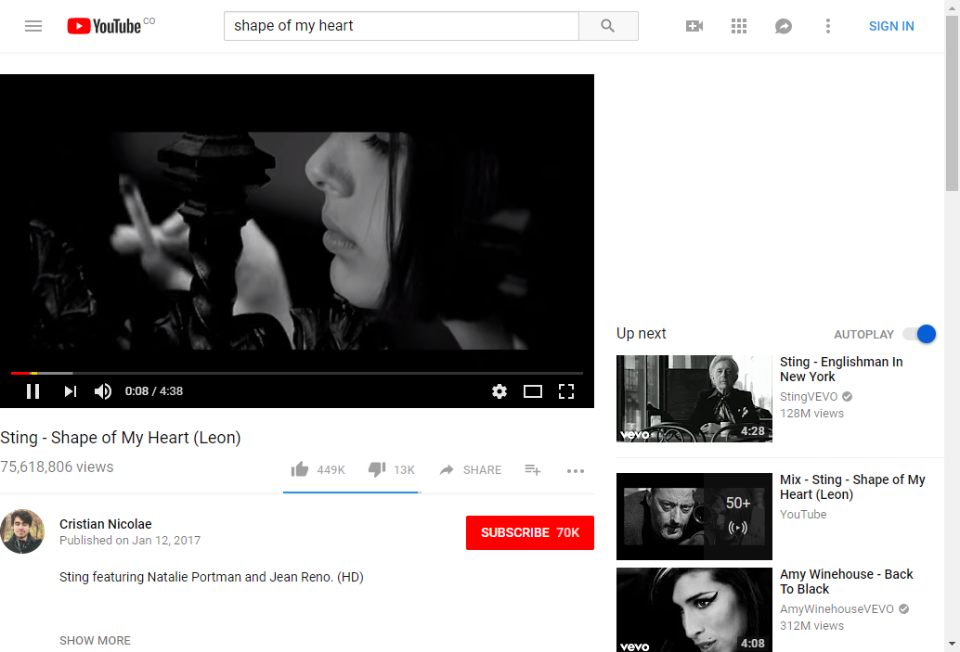 YouTube CO
shape of my heart
SIGN IN
0:08 / 4:38
Sting - Shape of My Heart (Leon)
75,618,806 views
449K
13K
SHARE
Cristian Nicolae
Published on Jan 12, 2017
SUBSCRIBE 70K
Sting featuring Natalie Portman and Jean Reno. (HD)
SHOW MORE
Up next
AUTOPLAY
vevo
4:28
Sting - Englishman In
New York
StingVEVO
128M views
50+
Mix - Sting - Shape of My
Heart (Leon)
YouTube
vevo
4:08
Amy Winehouse - Back
To Black
AmyWinehouseVEVO
312M views